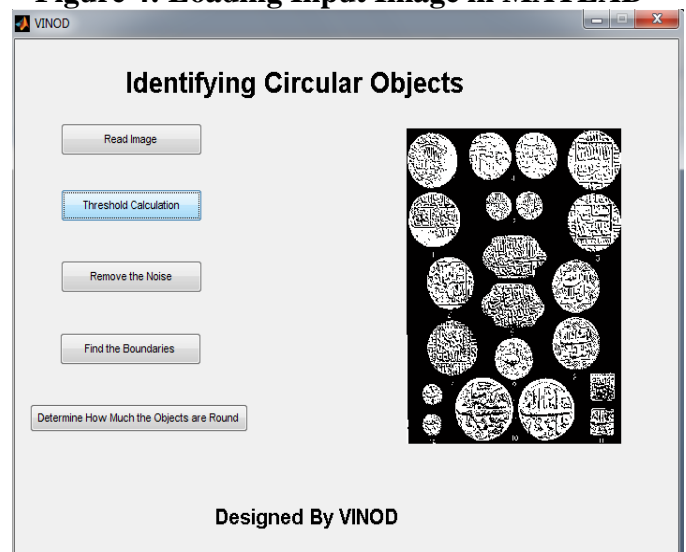 Figure 4: Loading Input Image in MATLAB
VINOD
Identifying Circular Objects
Read Image
Threshold Calculation
Remove the Noise
Find the Boundaries
Determine How Much the Objects are Round
Designed By VINOD